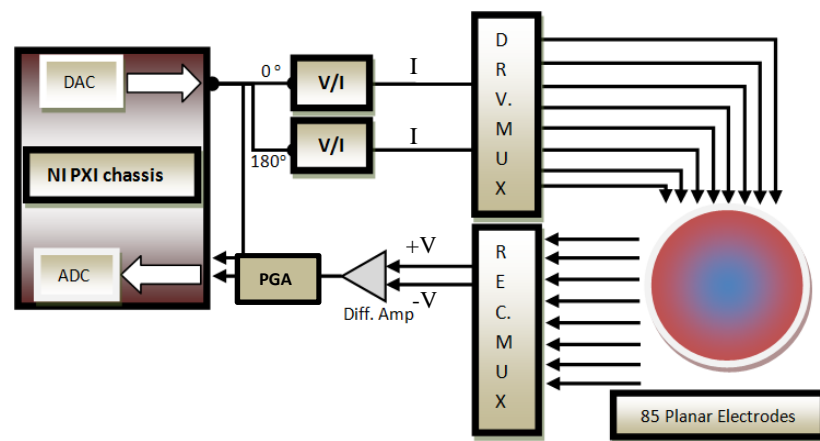 DAC
NI PXI chassis
ADC
0 °
180°
V/I
V/I
I
I
D
R
V.
M
U
X
R
E
C.
M
U
X
+V
-V
PGA
Diff. Amp
85 Planar Electrodes